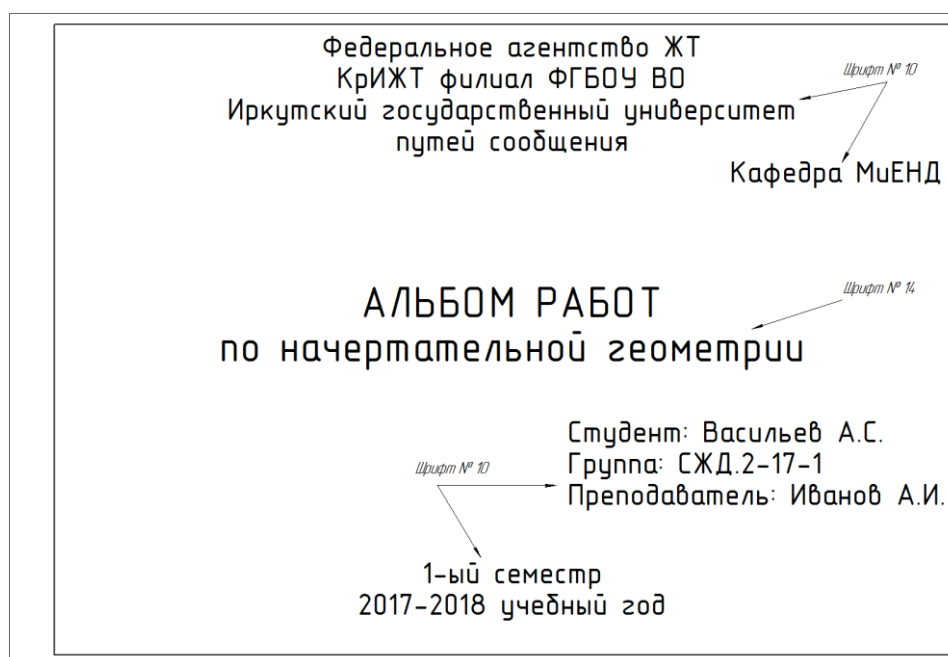 Федеральное агентство ЖТ
КрИЖТ филиал ФГБОУ ВО
Шрифт № 10
Иркутский государственный университет
путей сообщения
Кафедра МиЕНД
Шрифт № 14
АЛЬБОМ РАБОТ
по начертательной геометрии
Студент: Васильев А.С.
Группа: СЖД.2-17-1
Шрифт № 10
Преподаватель: Иванов А.И.
1-ый семестр
2017-2018 учебный год